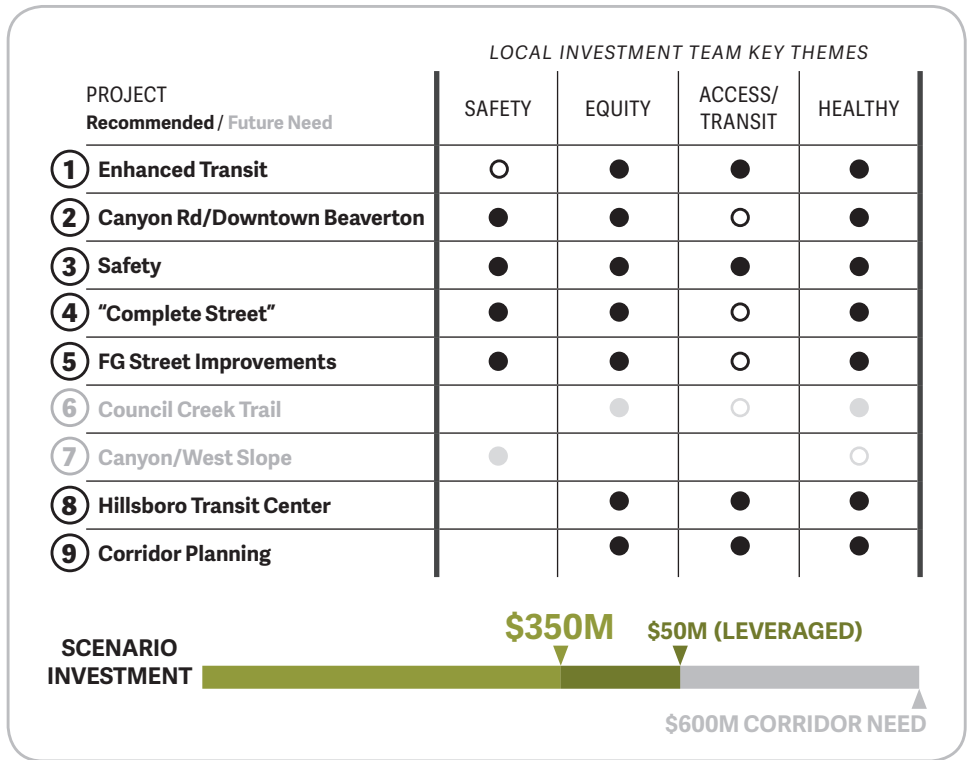 LOCAL INVESTMENT TEAM KEY THEMES
PROJECT
Recommended / Future Need
SAFETY
EQUITY
ACCESS/
TRANSIT
HEALTHY
1 Enhanced Transit
2 Canyon Rd/Downtown Beaverton
3 Safety
4 “Complete Street”
5 FG Street Improvements
6 Council Creek Trail
7 Canyon/West Slope
8 Hillsboro Transit Center
9 Corridor Planning
SCENARIO
INVESTMENT
$350M
$50M (LEVERAGED)
$600M CORRIDOR NEED